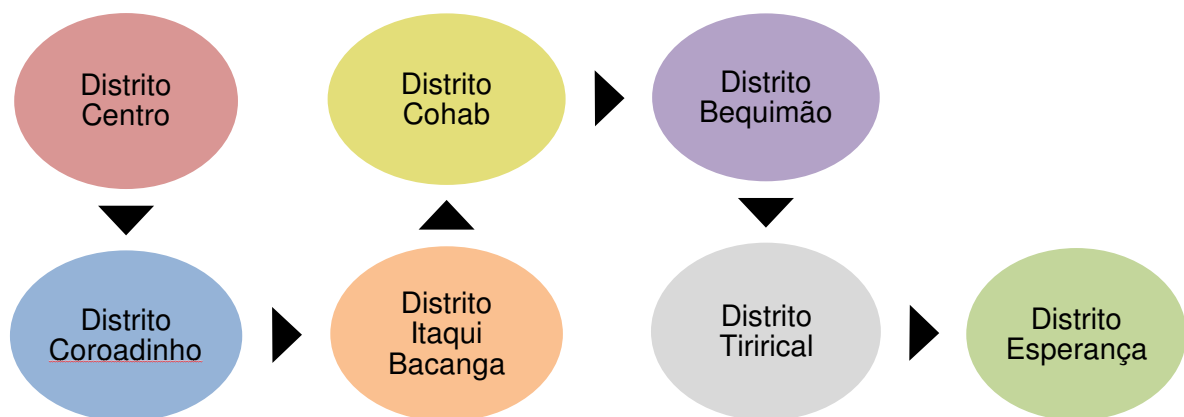 Distrito
Centro
Distrito
Coroadinho
Distrito
Itaqui
Bacanga
Distrito
Cohab
Distrito
Bequimão
Distrito
Tirirical
Distrito
Esperança